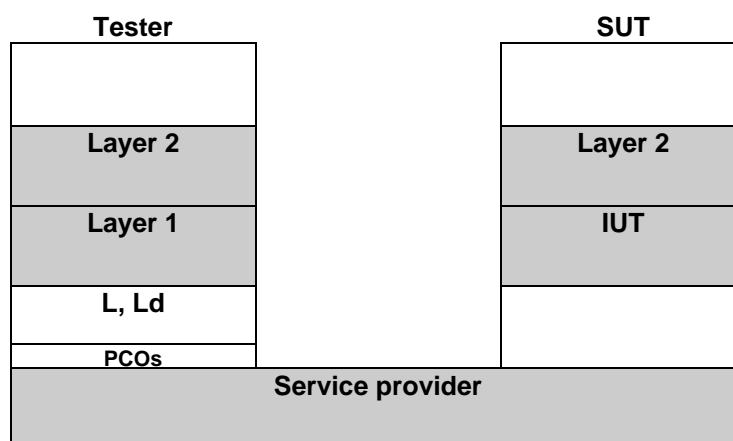 Tester
SUT
Layer 2
Layer 2
Layer 1
IUT
L, Ld
PCOs
Service provider